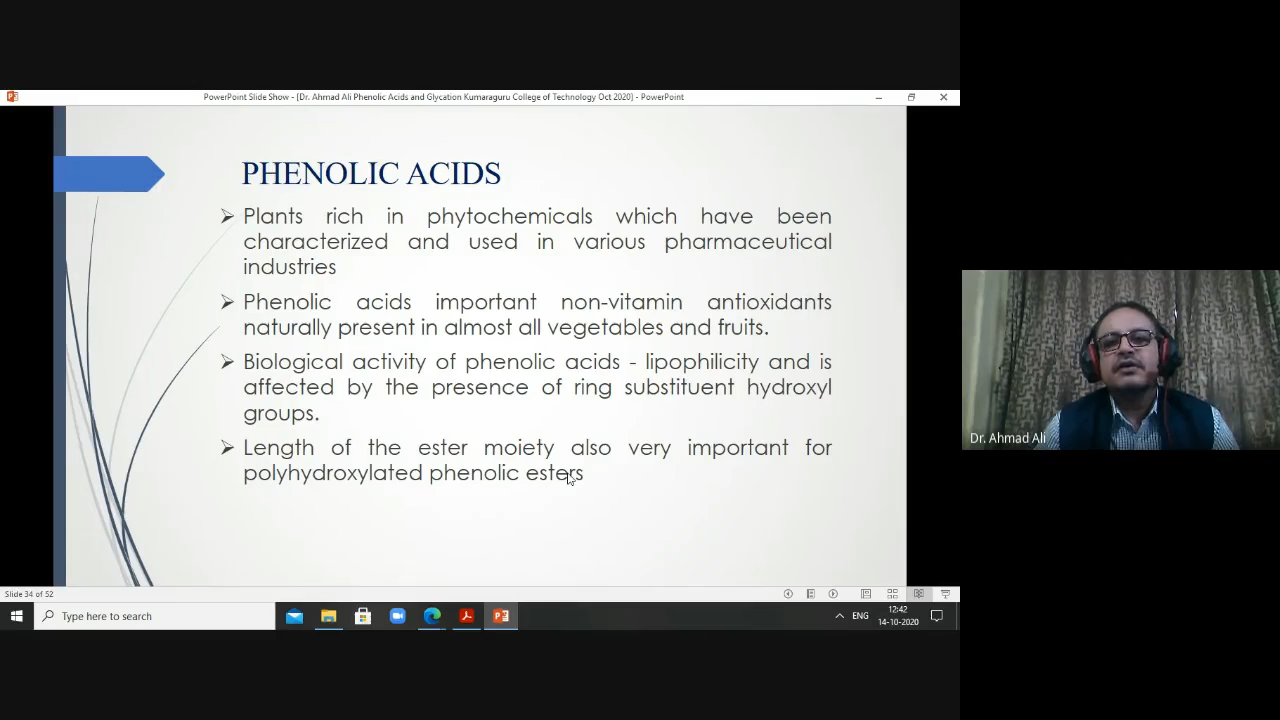 PowerPoint Slide Show - [Dr. Ahmad Ali Phenolic Acids and Glycation Kumaraguru College of Technology Oct 2020] - PowerPoint
PHENOLIC ACIDS
Plants rich in phytochemicals which have been
characterized and used in various pharmaceutical
industries
Phenolic acids important non-vitamin antioxidants
naturally present in almost all vegetables and fruits.
Biological activity of phenolic acids - lipophilicity and is
affected by the presence of ring substituent hydroxyl
groups.
Length of the ester moiety also very important for
polyhydroxylated phenolic esters
Dr. Ahmad Ali
Slide 34 of 52
Type here to search
ENG
12:42
14-10-2020